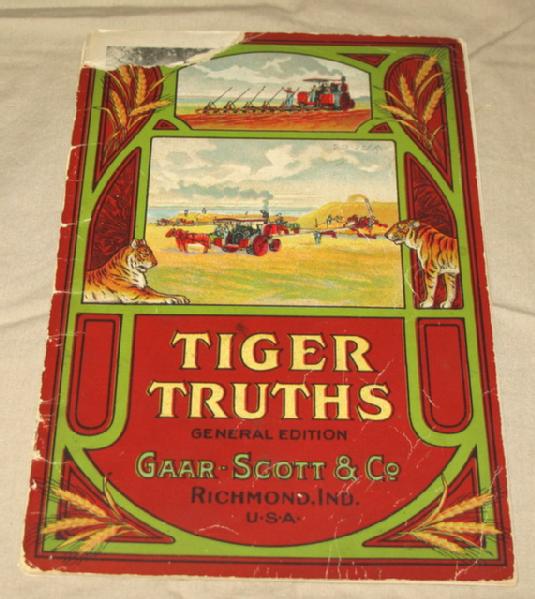 TIGER
TRUTHS
GENERAL EDITION
GAAR-SCOTT & Co
RICHMOND, IND.
U·S·A·